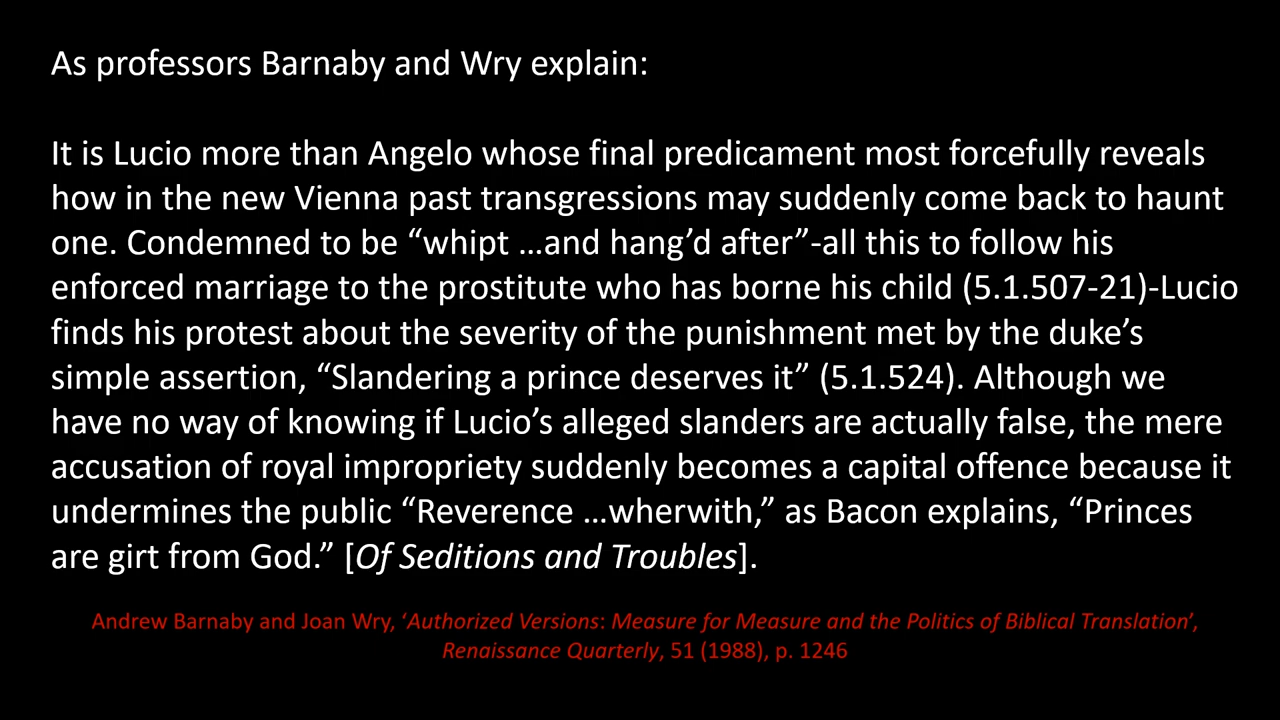 As professors Barnaby and Wry explain:
It is Lucio more than Angelo whose final predicament most forcefully reveals
how in the new Vienna past transgressions may suddenly come back to haunt
one. Condemned to be “whipt …and hang’d after”-all this to follow his
enforced marriage to the prostitute who has borne his child (5.1.507-21)-Lucio
finds his protest about the severity of the punishment met by the duke’s
simple assertion, “Slandering a prince deserves it” (5.1.524). Although we
have no way of knowing if Lucio’s alleged slanders are actually false, the mere
accusation of royal impropriety suddenly becomes a capital offence because it
undermines the public “Reverence …wherwith,” as Bacon explains, “Princes
are girt from God.” [Of Seditions and Troubles].
Andrew Barnaby and Joan Wry, ‘Authorized Versions: Measure for Measure and the Politics of Biblical Translation’,
Renaissance Quarterly, 51 (1988), p. 1246